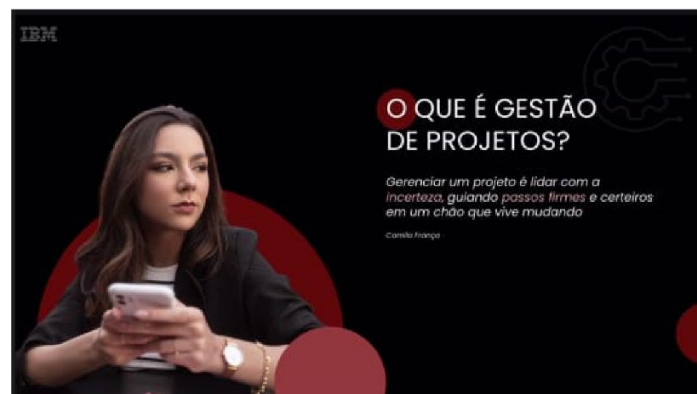 IBM
O QUE É GESTÃO
DE PROJETOS?
Gerenciar um projeto é lidar com a
incerteza, guiando passos firmes e certeiros
em um chão que vive mudando
Camila França